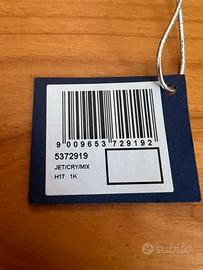 9 009653 729192
5372919
JET/CRY/MIX
H17 1K
subito